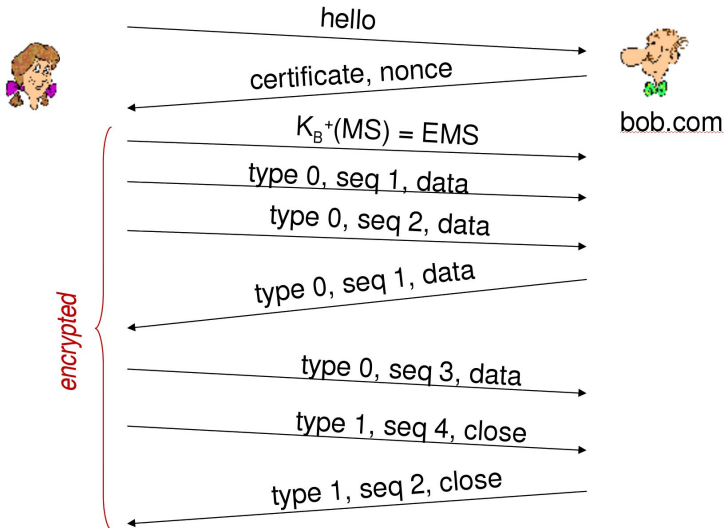 hello
certificate, nonce
bob.com
K_B⁺(MS) = EMS
type 0, seq 1, data
type 0, seq 2, data
type 0, seq 1, data
encrypted
type 0, seq 3, data
type 1, seq 4, close
type 1, seq 2, close